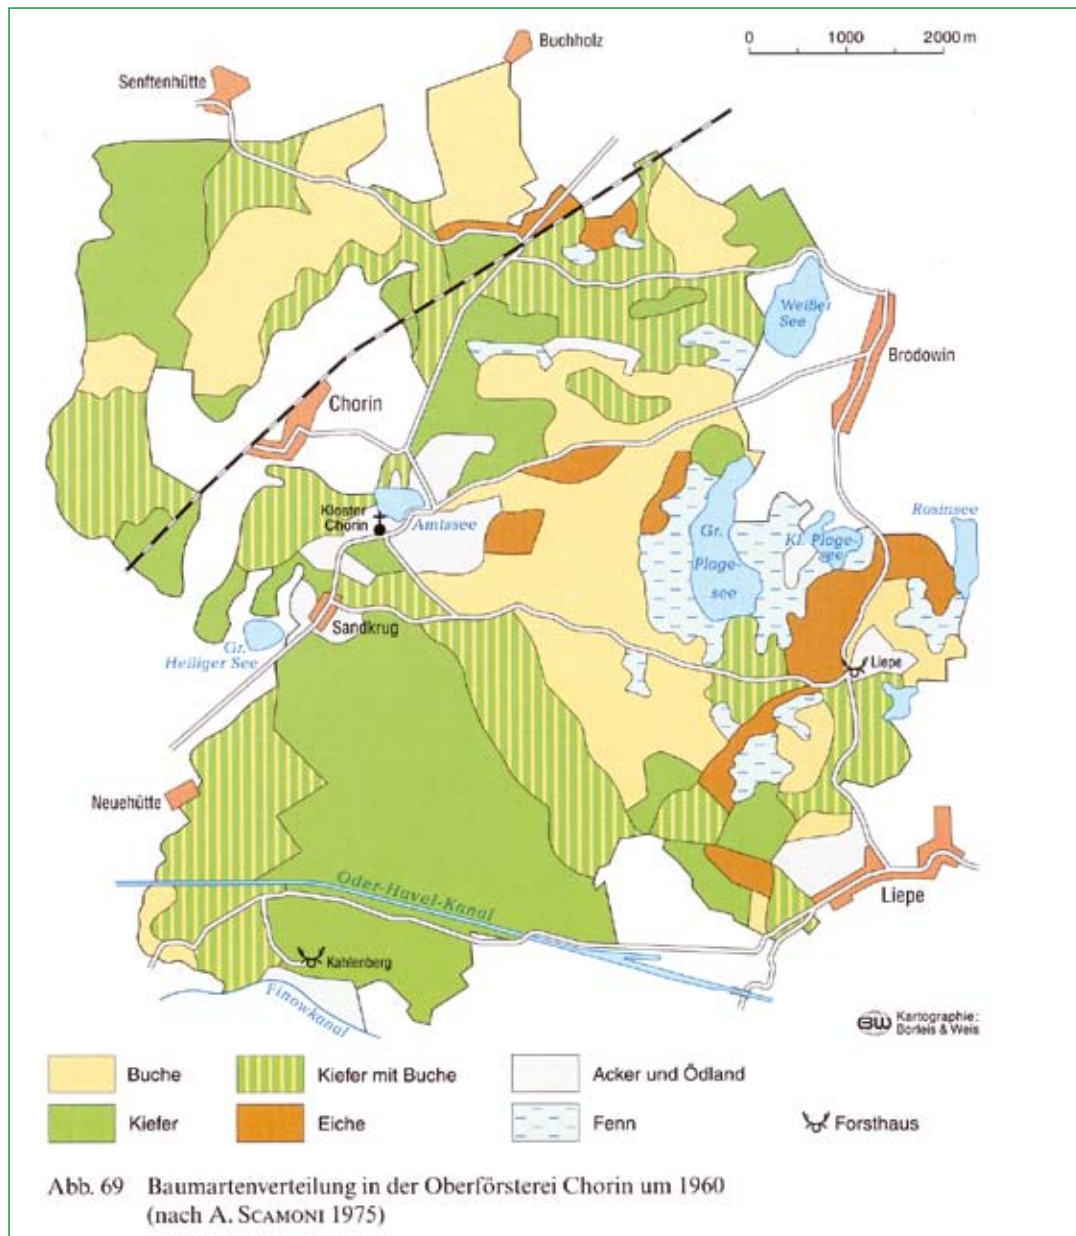 Buchholz
0 1000 2000 m
Senftenhütte
Weißer
See
Brodowin
Chorin
Kloster
Chorin
Amtssee
Rosinsee
Gr.
Plage-
see
Kl. Plage-
see
Sandkrug
Gr.
Heiliger See
Liepe
Neuehütte
Oder-Havel-Kanal
Liepe
Kahlenberg
Finowkanal
BW Kartographie:
Borleis & Weis
Buche
Kiefer mit Buche
Acker und Ödland
Kiefer
Eiche
Fenn
Forsthaus
Abb. 69 Baumartenverteilung in der Oberförsterei Chorin um 1960
(nach A. SCAMONI 1975)